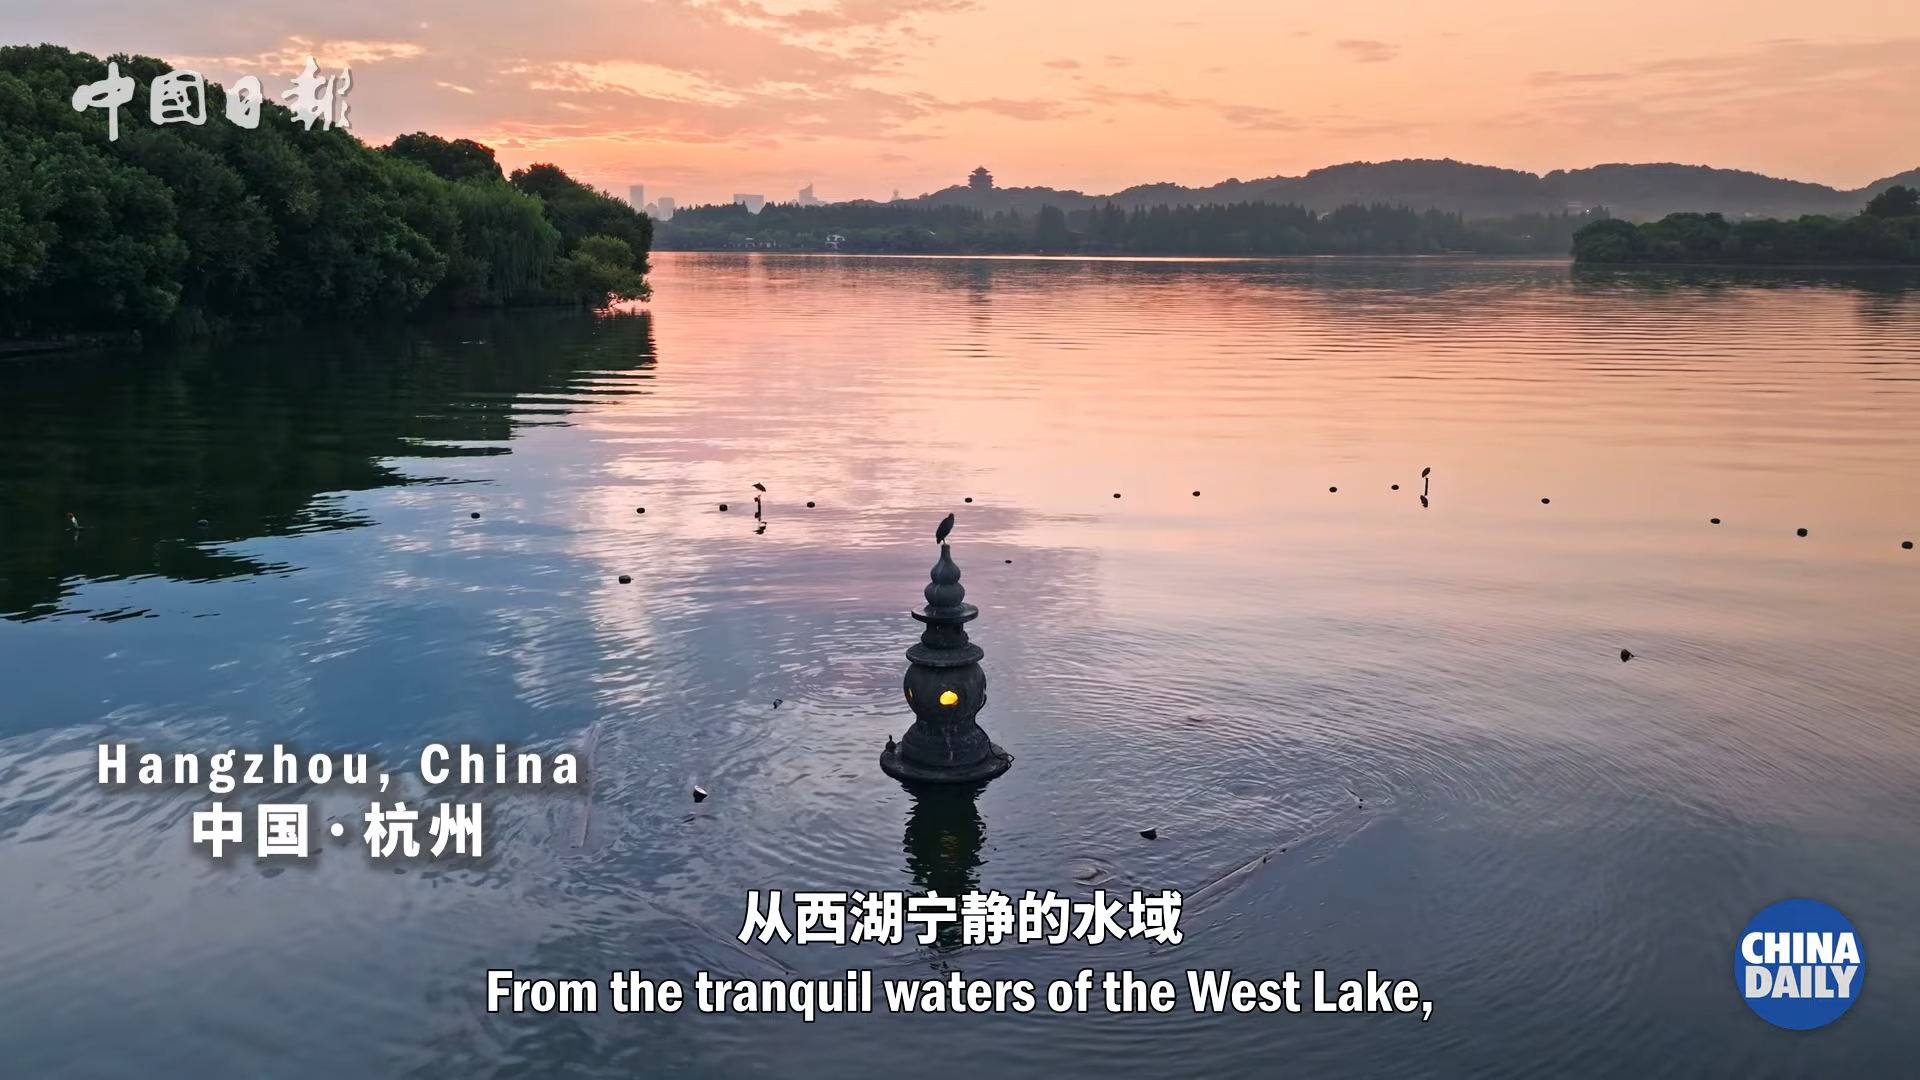 中国日報
Hangzhou, China
中国·杭州
从西湖宁静的水域
From the tranquil waters of the West Lake,
CHINA
DAILY